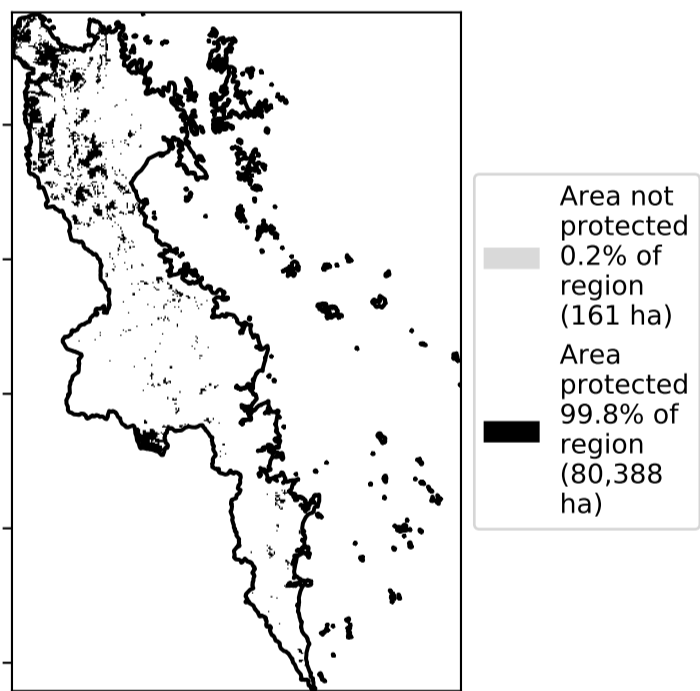 Area not
protected
0.2% of
region
(161 ha)
Area
protected
99.8% of
region
(80,388
ha)